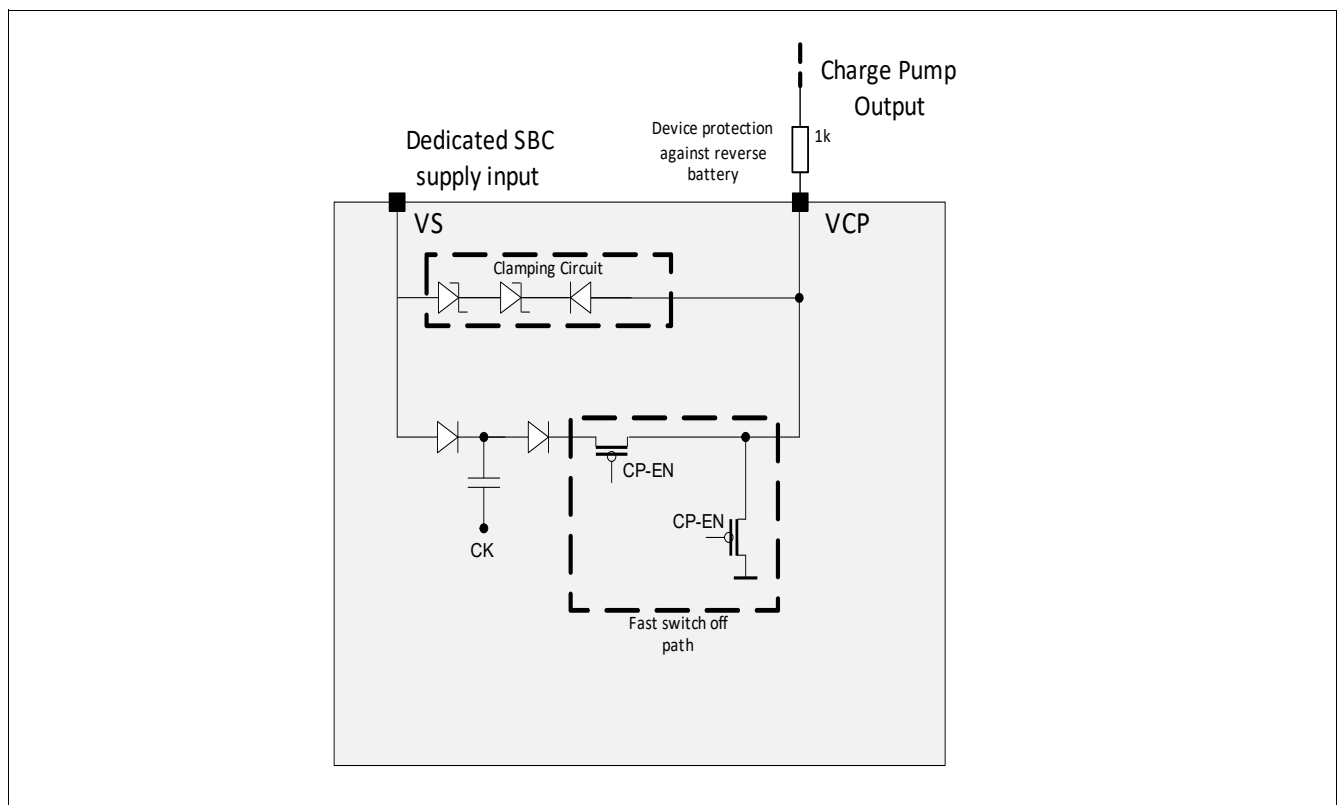 Charge Pump
Output
Device protection
against reverse
battery
1k
Dedicated SBC
supply input
VS
VCP
Clamping Circuit
CP-EN
CP-EN
CK
Fast switch off
path